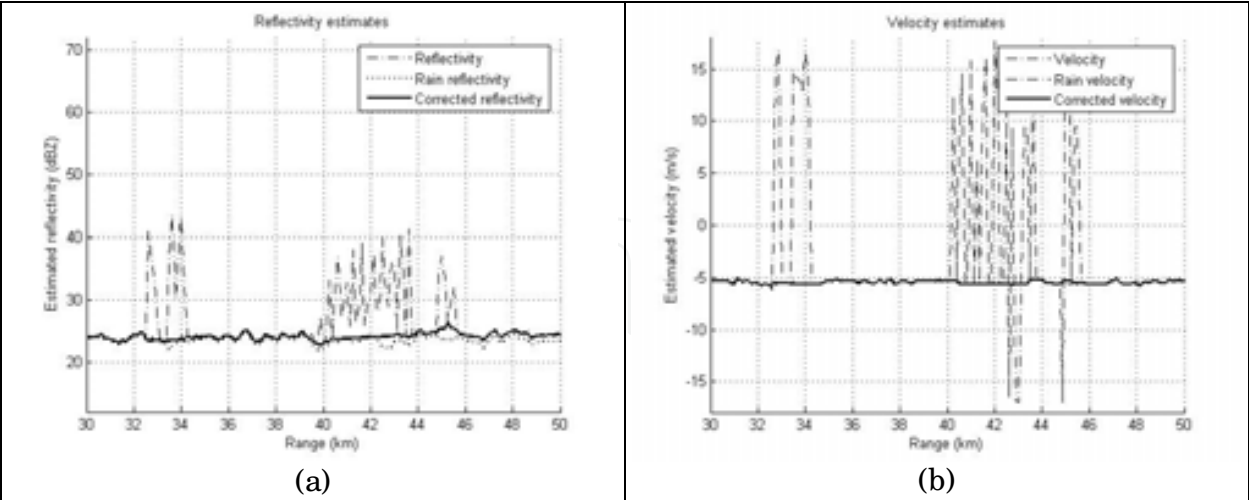 Reflectivity estimates
70
60
50
40
30
20
Estimated reflectivity (dBZ)
Reflectivity
Rain reflectivity
Corrected reflectivity
30 32 34 36 38 40 42 44 46 48 50
Range (km)
(a)
Velocity estimates
15
10
5
0
-5
-10
-15
Estimated velocity (m/s)
Velocity
Rain velocity
Corrected velocity
30 32 34 36 38 40 42 44 46 48 50
Range (km)
(b)